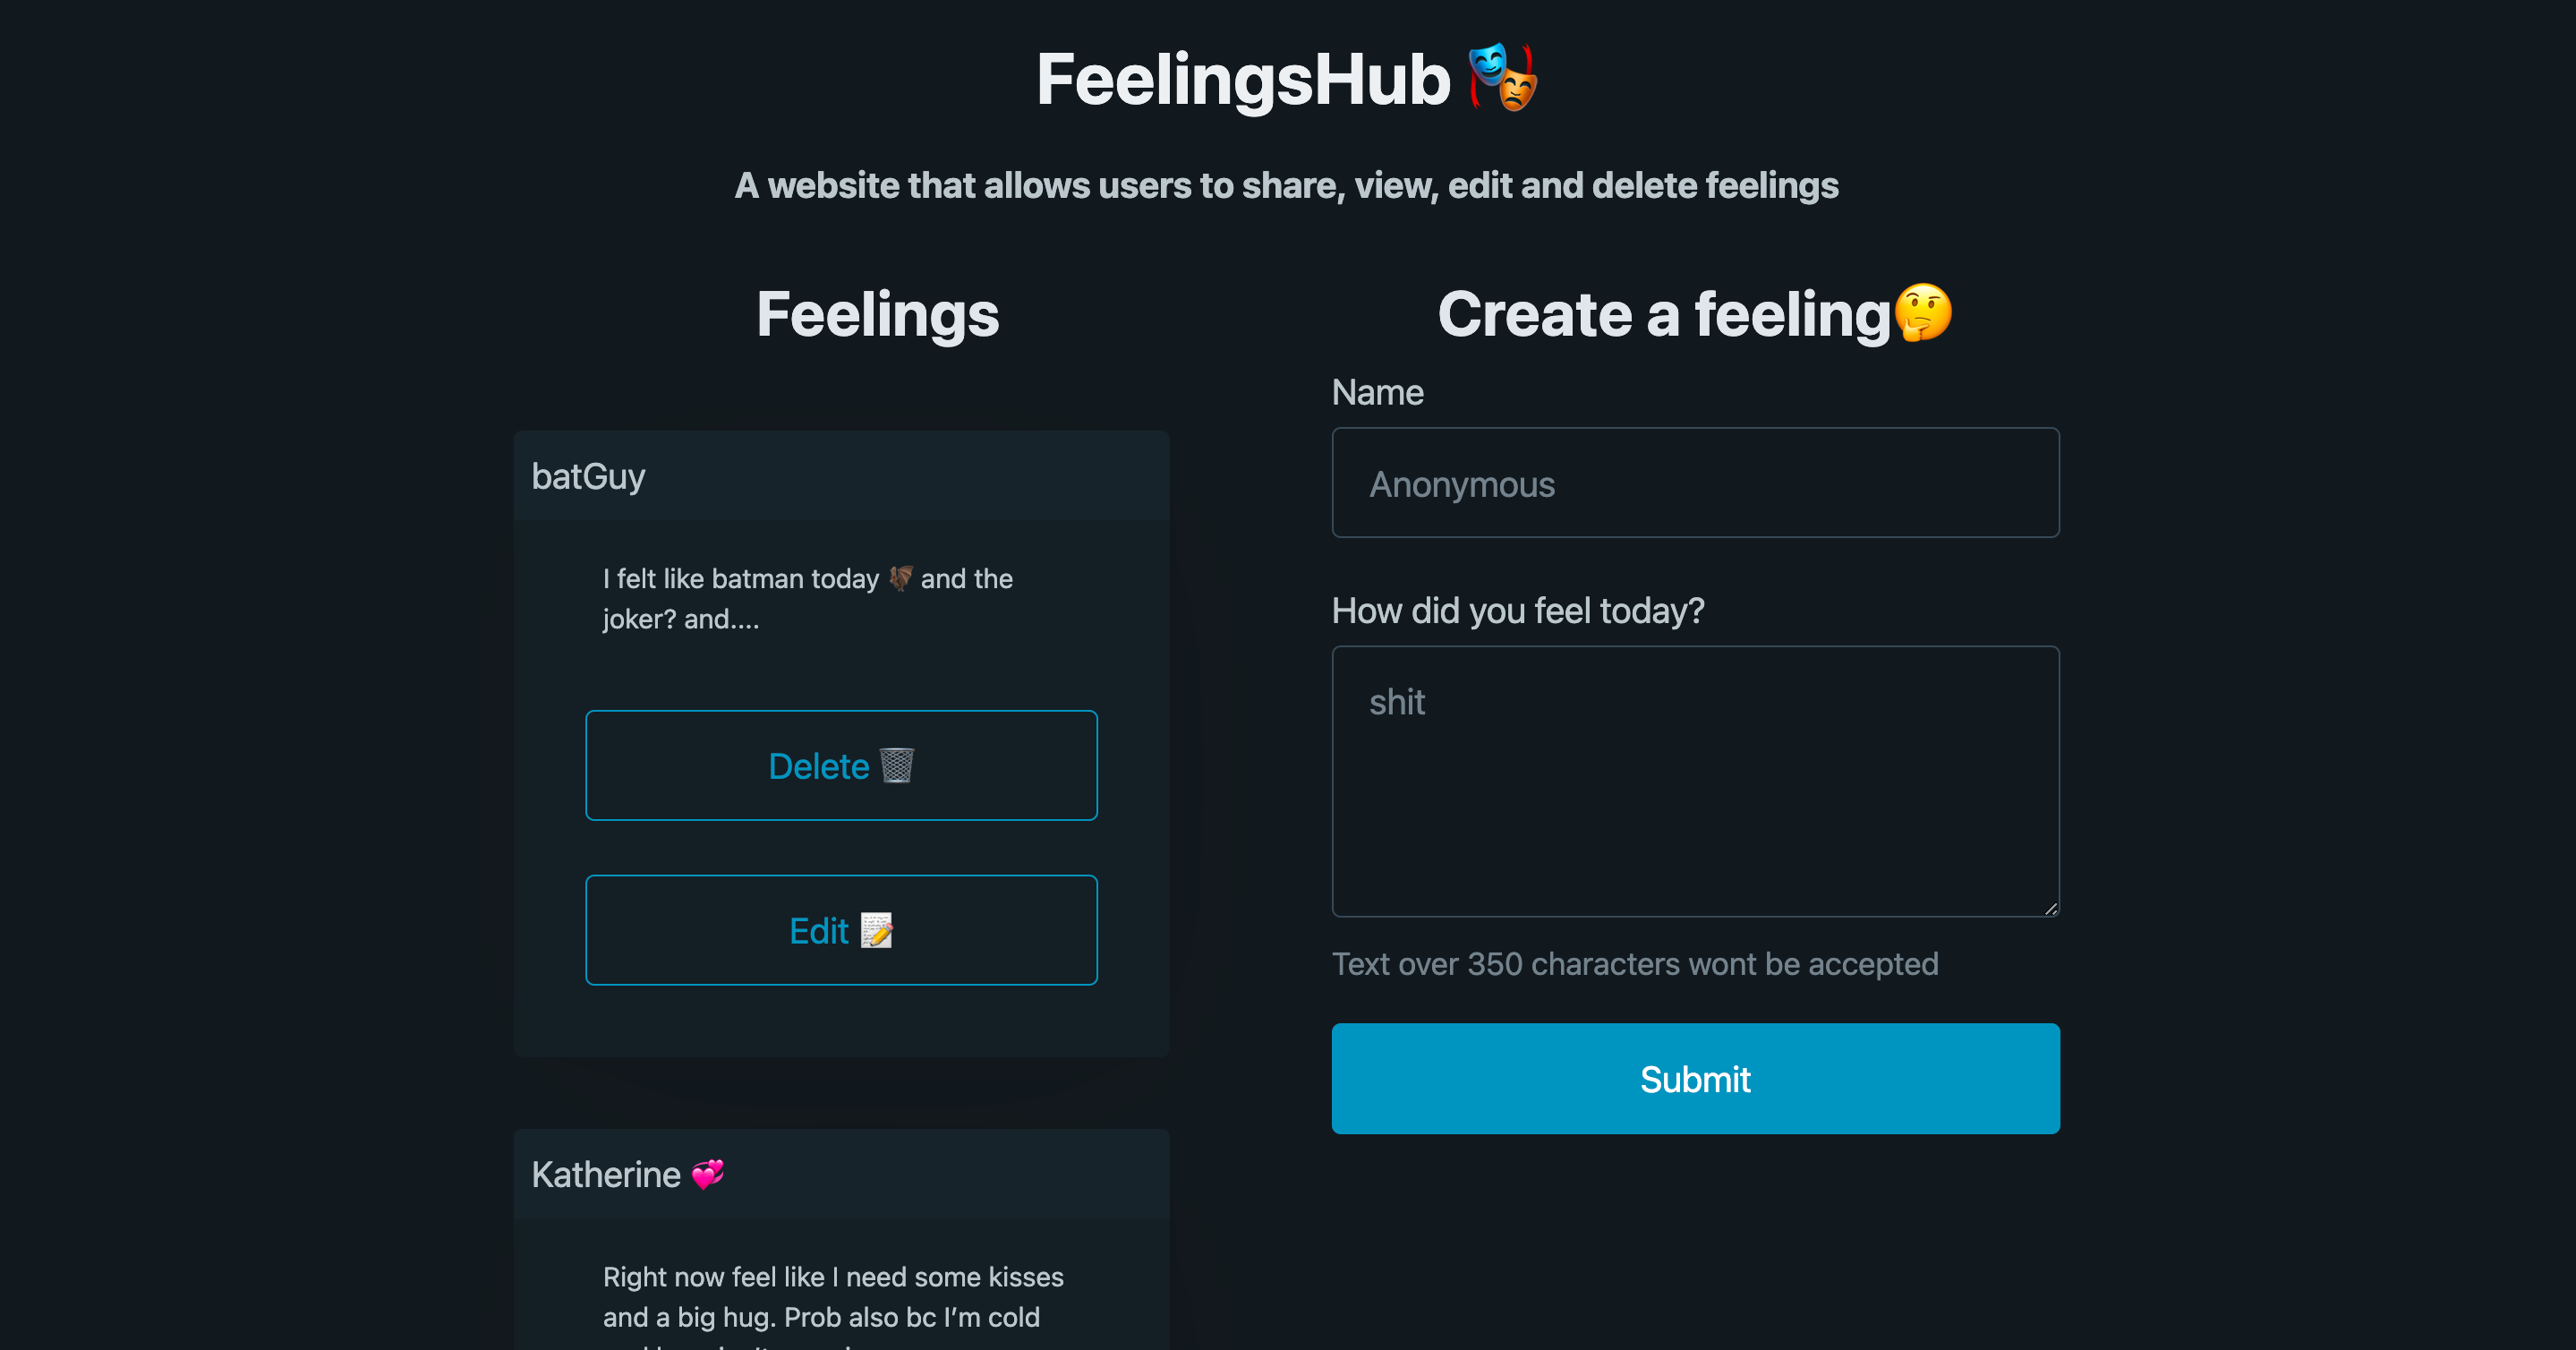 FeelingsHub 🎭
A website that allows users to share, view, edit and delete feelings
Feelings
batGuy
I felt like batman today 🦇 and the
joker? and....
Delete 🗑️
Edit 📝
Katherine 💞
Right now feel like I need some kisses
and a big hug. Prob also bc I’m cold
Create a feeling🤔
Name
Anonymous
How did you feel today?
shit
Text over 350 characters wont be accepted
Submit